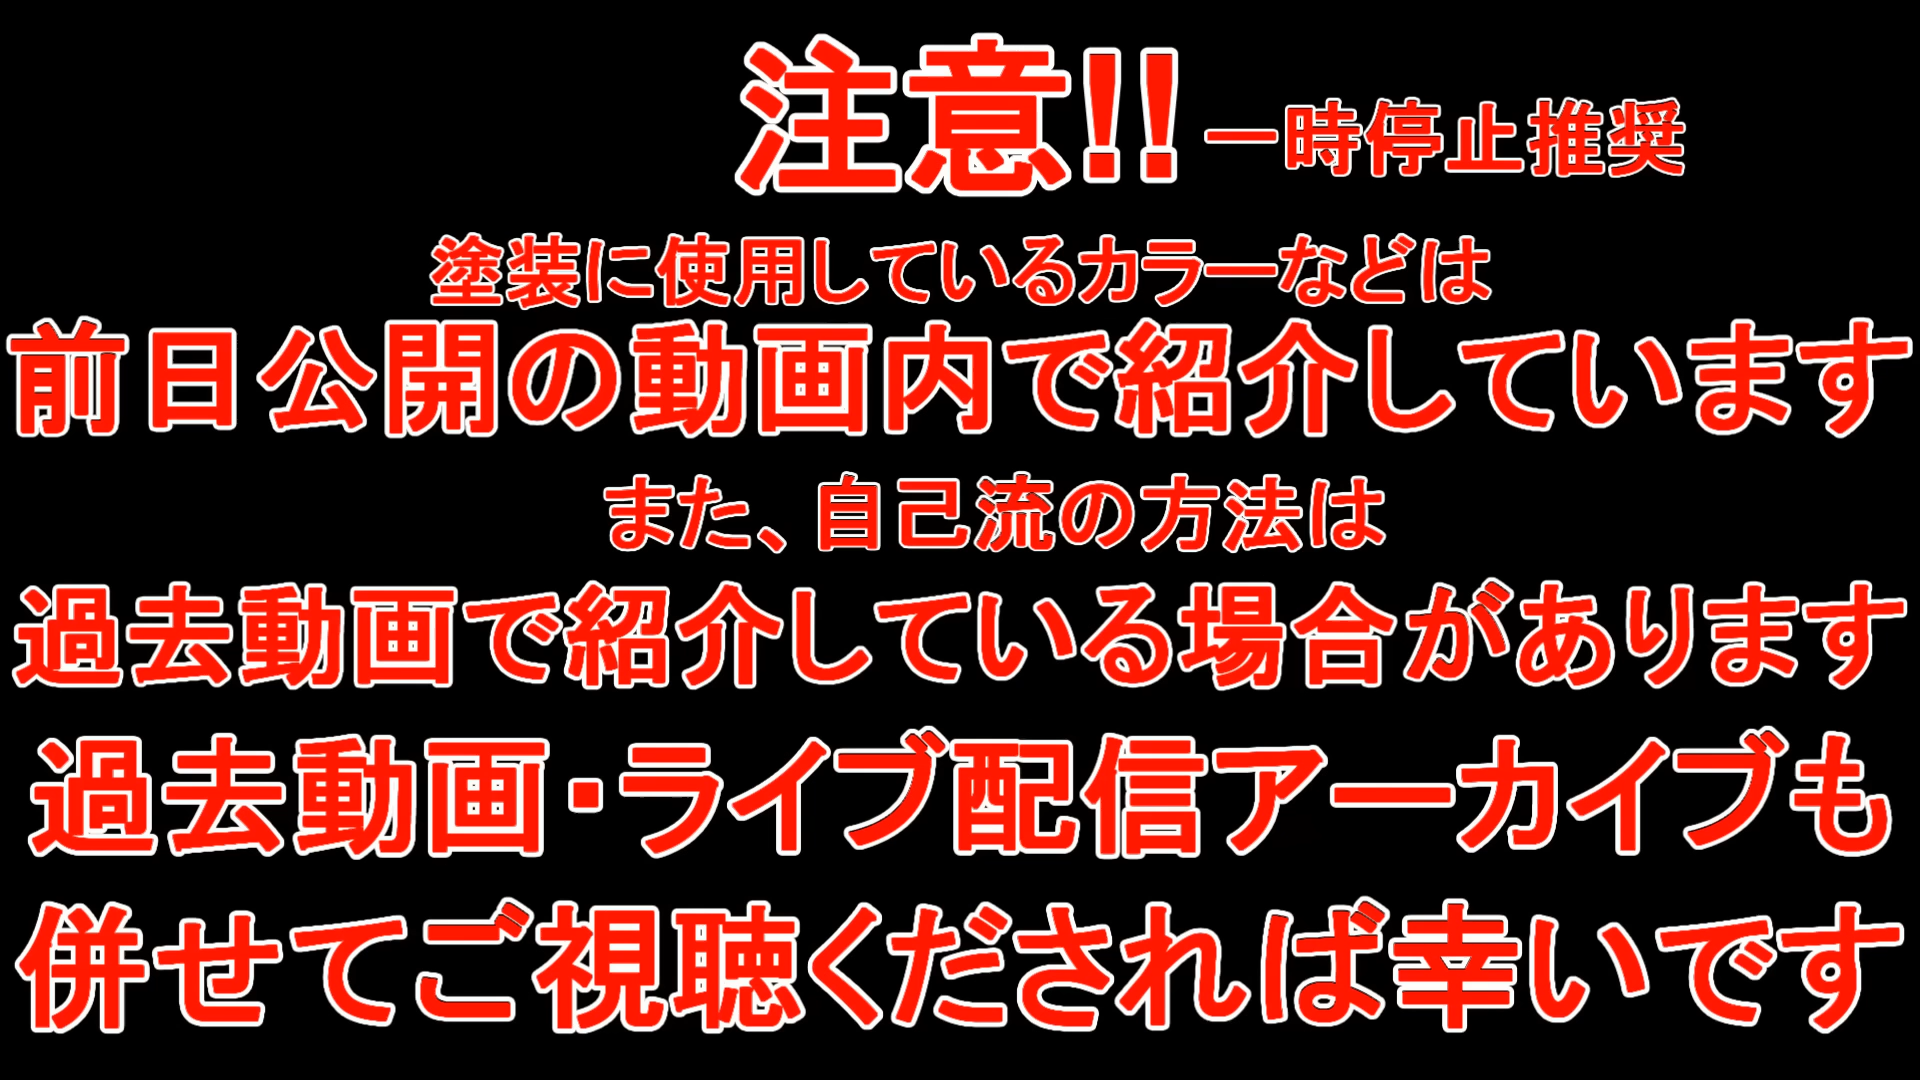 注意!!一時停止推奨
塗装に使用しているカラーなどは
前日公開の動画内で紹介しています
また、自己流の方法は
過去動画で紹介している場合があります
過去動画・ライブ配信アーカイブも
併せてご視聴くだされば幸いです